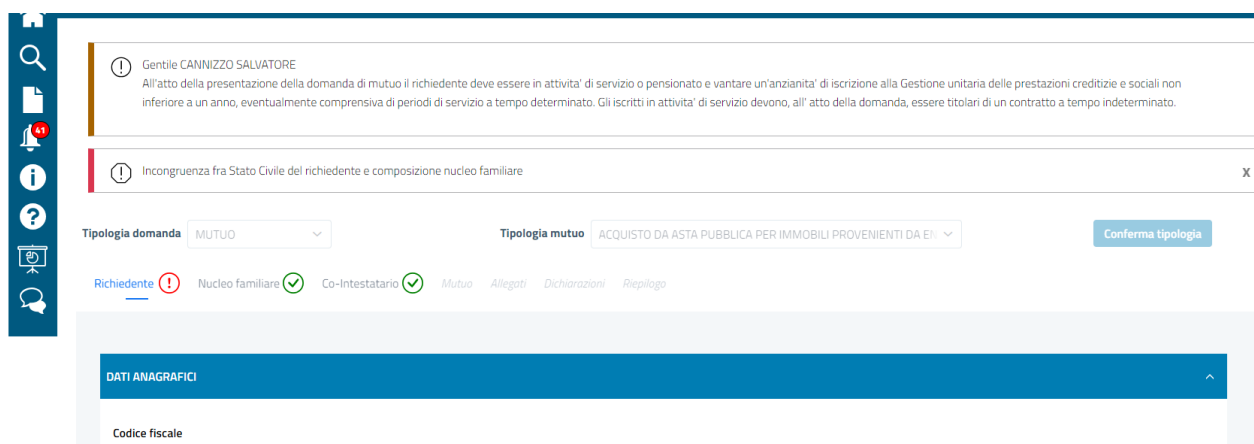 Gentile CANNIZZO SALVATORE
All'atto della presentazione della domanda di mutuo il richiedente deve essere in attivita' di servizio o pensionato e vantare un'anzianita' di iscrizione alla Gestione unitaria delle prestazioni creditizie e sociali non
inferiore a un anno, eventualmente comprensiva di periodi di servizio a tempo determinato. Gli iscritti in attivita' di servizio devono, all' atto della domanda, essere titolari di un contratto a tempo indeterminato.
41
Incongruenza fra Stato Civile del richiedente e composizione nucleo familiare X
Tipologia domanda MUTUO Tipologia mutuo ACQUISTO DA ASTA PUBBLICA PER IMMOBILI PROVENIENTI DA Conferma tipologia
Richiedente Nucleo familiare Co-Intestatario Mutuo Allegati Dichiarazioni Riepilogo
DATI ANAGRAFICI
Codice fiscale